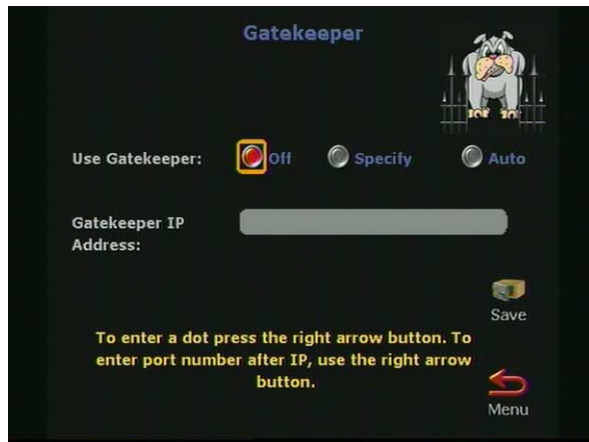 Gatekeeper
Use Gatekeeper:
Off
Specify
Auto
Gatekeeper IP
Address:
Save
To enter a dot press the right arrow button. To
enter port number after IP, use the right arrow
button.
Menu